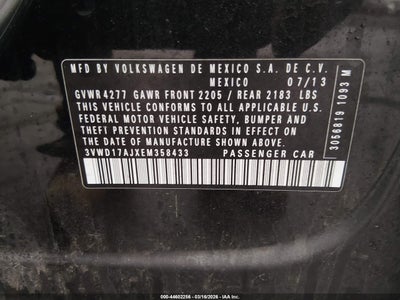 MFD BY VOLKSWAGEN DE MEXICO S.A. DE C.V.
MEXICO 07/13
GVWR 4277 GAWR FRONT 2205 / REAR 2183 LBS
THIS VEHICLE CONFORMS TO ALL APPLICABLE U.S.
FEDERAL MOTOR VEHICLE SAFETY, BUMPER AND
THEFT PREVENTION STANDARDS IN EFFECT ON THE
DATE OF MANUFACTURE SHOWN ABOVE
3VWD17AJXEM358433 PASSENGER CAR
3056819 1093 M
000-44602256 - 03/16/2026 - IAA Inc.